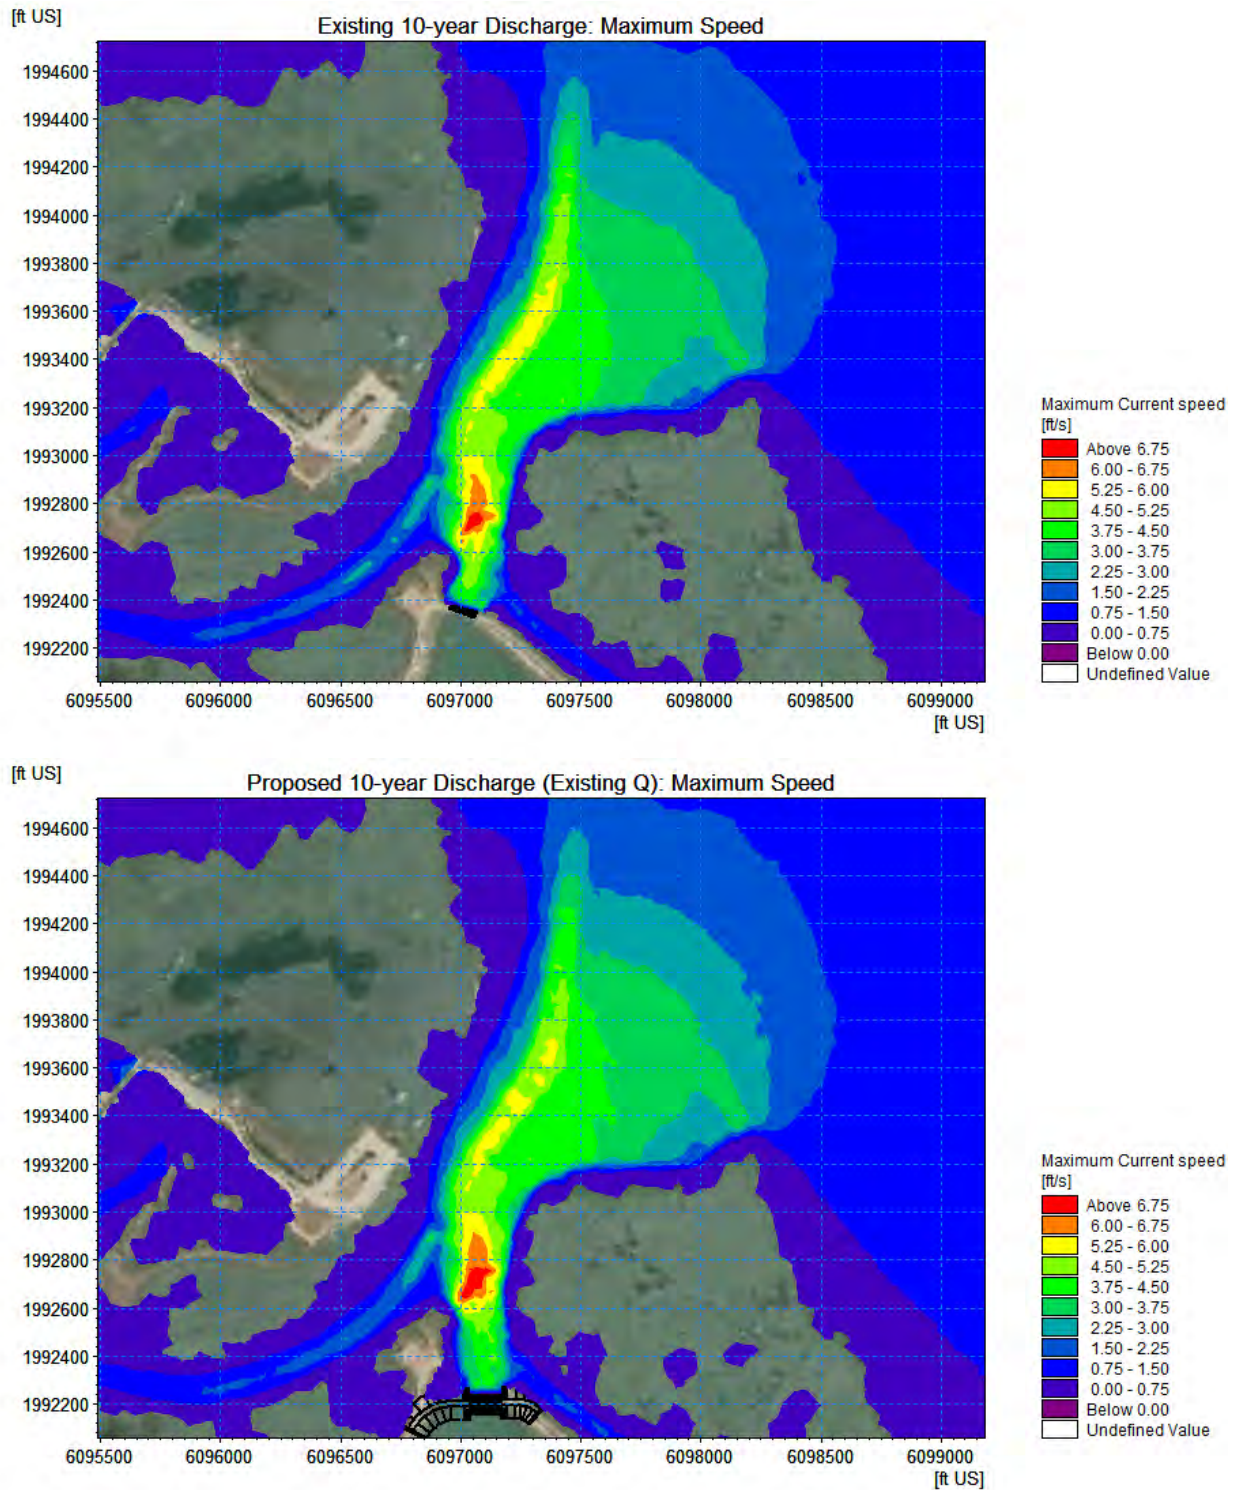 [ft US]
Existing 10-year Discharge: Maximum Speed
1994600
1994400
1994200
1994000
1993800
1993600
1993400
1993200
1993000
1992800
1992600
1992400
1992200
6095500 6096000 6096500 6097000 6097500 6098000 6098500 6099000
[ft US]
Maximum Current speed
[ft/s]
Above 6.75
6.00 - 6.75
5.25 - 6.00
4.50 - 5.25
3.75 - 4.50
3.00 - 3.75
2.25 - 3.00
1.50 - 2.25
0.75 - 1.50
0.00 - 0.75
Below 0.00
Undefined Value
[ft US]
Proposed 10-year Discharge (Existing Q): Maximum Speed
1994600
1994400
1994200
1994000
1993800
1993600
1993400
1993200
1993000
1992800
1992600
1992400
1992200
6095500 6096000 6096500 6097000 6097500 6098000 6098500 6099000
[ft US]
Maximum Current speed
[ft/s]
Above 6.75
6.00 - 6.75
5.25 - 6.00
4.50 - 5.25
3.75 - 4.50
3.00 - 3.75
2.25 - 3.00
1.50 - 2.25
0.75 - 1.50
0.00 - 0.75
Below 0.00
Undefined Value